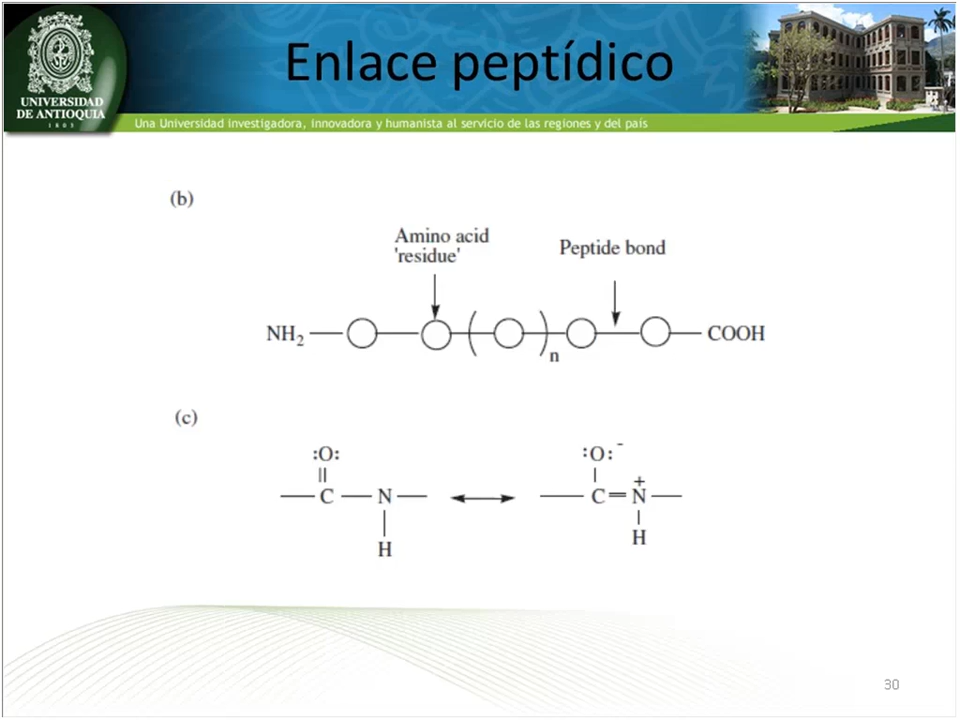 Enlace peptídico
UNIVERSIDAD
DE ANTIOQUIA
1803
Una Universidad investigadora, innovadora y humanista al servicio de las regiones y del país
(b)
Amino acid
'residue'
Peptide bond
NH2
n
COOH
(c)
:O:
C
N
H
:O:-
C
+
N
H
30